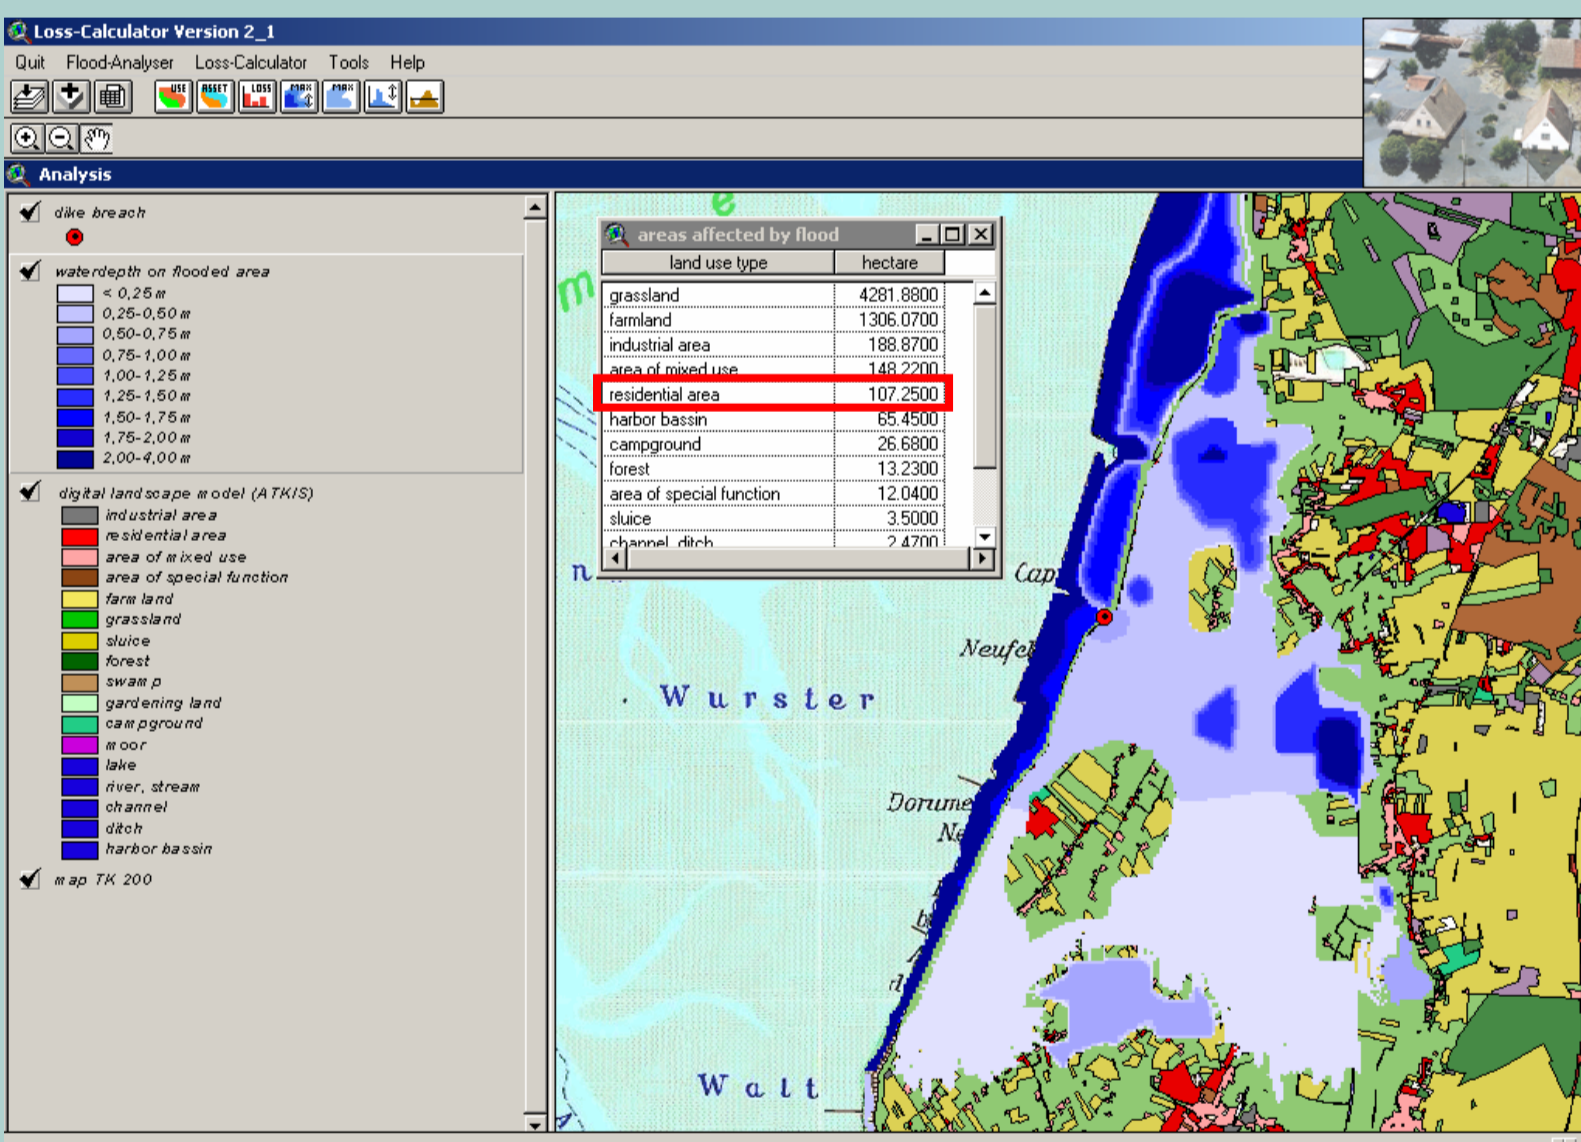 Loss-Calculator Version 2_1
Quit Flood-Analyser Loss-Calculator Tools Help
USE ASSET LOSS MAX MAX
Analysis
dike breach
waterdepth on flooded area
< 0,25 m
0,25-0,50 m
0,50-0,75 m
0,75-1,00 m
1,00-1,25 m
1,25-1,50 m
1,50-1,75 m
1,75-2,00 m
2,00-4,00 m
digital landscape model (ATKIS)
industrial area
residential area
area of mixed use
area of special function
farm land
grassland
sluice
forest
swamp
gardening land
campground
moor
lake
river, stream
channel
ditch
harbor bassin
map TK 200
e
m
areas affected by flood
land use type hectare
grassland 4281.8800
farmland 1306.0700
industrial area 188.8700
area of mixed use 148.2200
residential area 107.2500
harbor bassin 65.4500
campground 26.6800
forest 13.2300
area of special function 12.0400
sluice 3.5000
channel, ditch 2.4700
n
Cap
Neufel
Wurster
Dorume
Ne
b
d
Walt